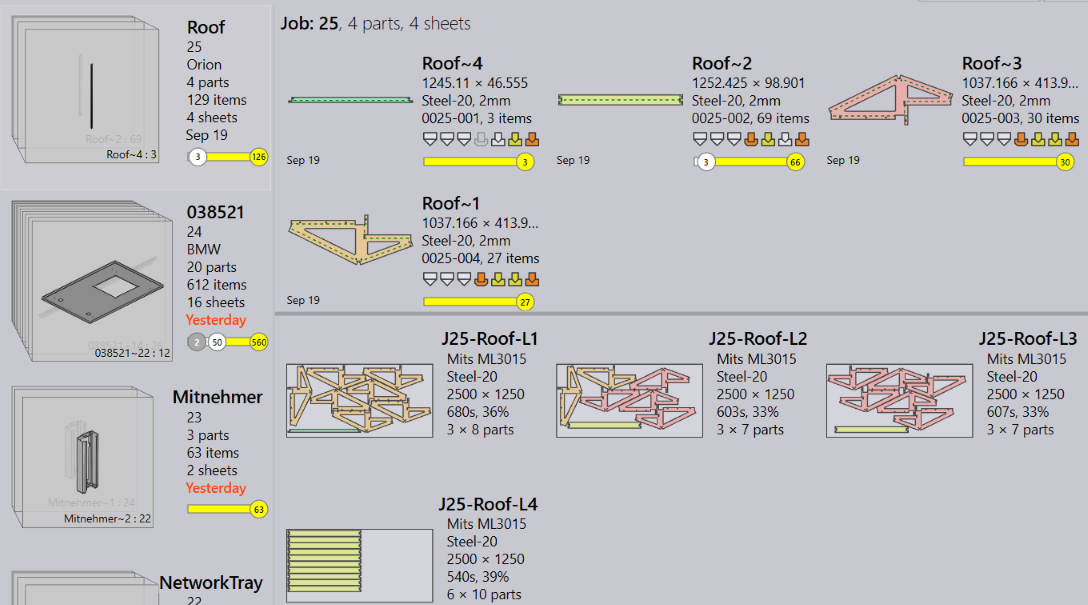 Roof
25
Orion
4 parts
129 items
4 sheets
Sep 19
Roof~2 : 69
Roof~4 : 3
3
126
038521
24
BMW
20 parts
612 items
16 sheets
Yesterday
038521~22 : 12
2
50
560
Mitnehmer
23
3 parts
63 items
2 sheets
Yesterday
Mitnehmer~1 : 24
Mitnehmer~2 : 22
63
NetworkTray
22
Job: 25, 4 parts, 4 sheets
Roof~4
1245.11 × 46.555
Steel-20, 2mm
0025-001, 3 items
Sep 19
3
Roof~2
1252.425 × 98.901
Steel-20, 2mm
0025-002, 69 items
Sep 19
3
66
Roof~3
1037.166 × 413.9...
Steel-20, 2mm
0025-003, 30 items
Sep 19
30
Roof~1
1037.166 × 413.9...
Steel-20, 2mm
0025-004, 27 items
Sep 19
27
J25-Roof-L1
Mits ML3015
Steel-20
2500 × 1250
680s, 36%
3 × 8 parts
J25-Roof-L2
Mits ML3015
Steel-20
2500 × 1250
603s, 33%
3 × 7 parts
J25-Roof-L3
Mits ML3015
Steel-20
2500 × 1250
607s, 33%
3 × 7 parts
J25-Roof-L4
Mits ML3015
Steel-20
2500 × 1250
540s, 39%
6 × 10 parts